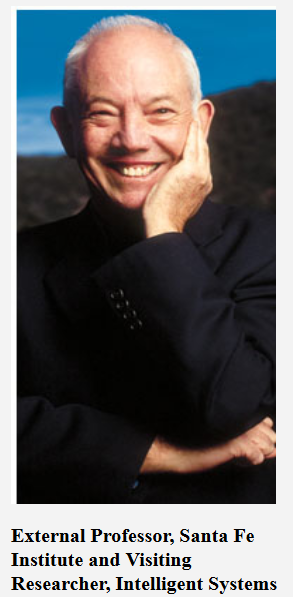 External Professor, Santa Fe
Institute and Visiting
Researcher, Intelligent Systems